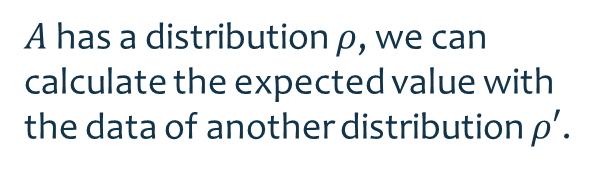 A has a distribution ρ, we can
calculate the expected value with
the data of another distribution ρ′.